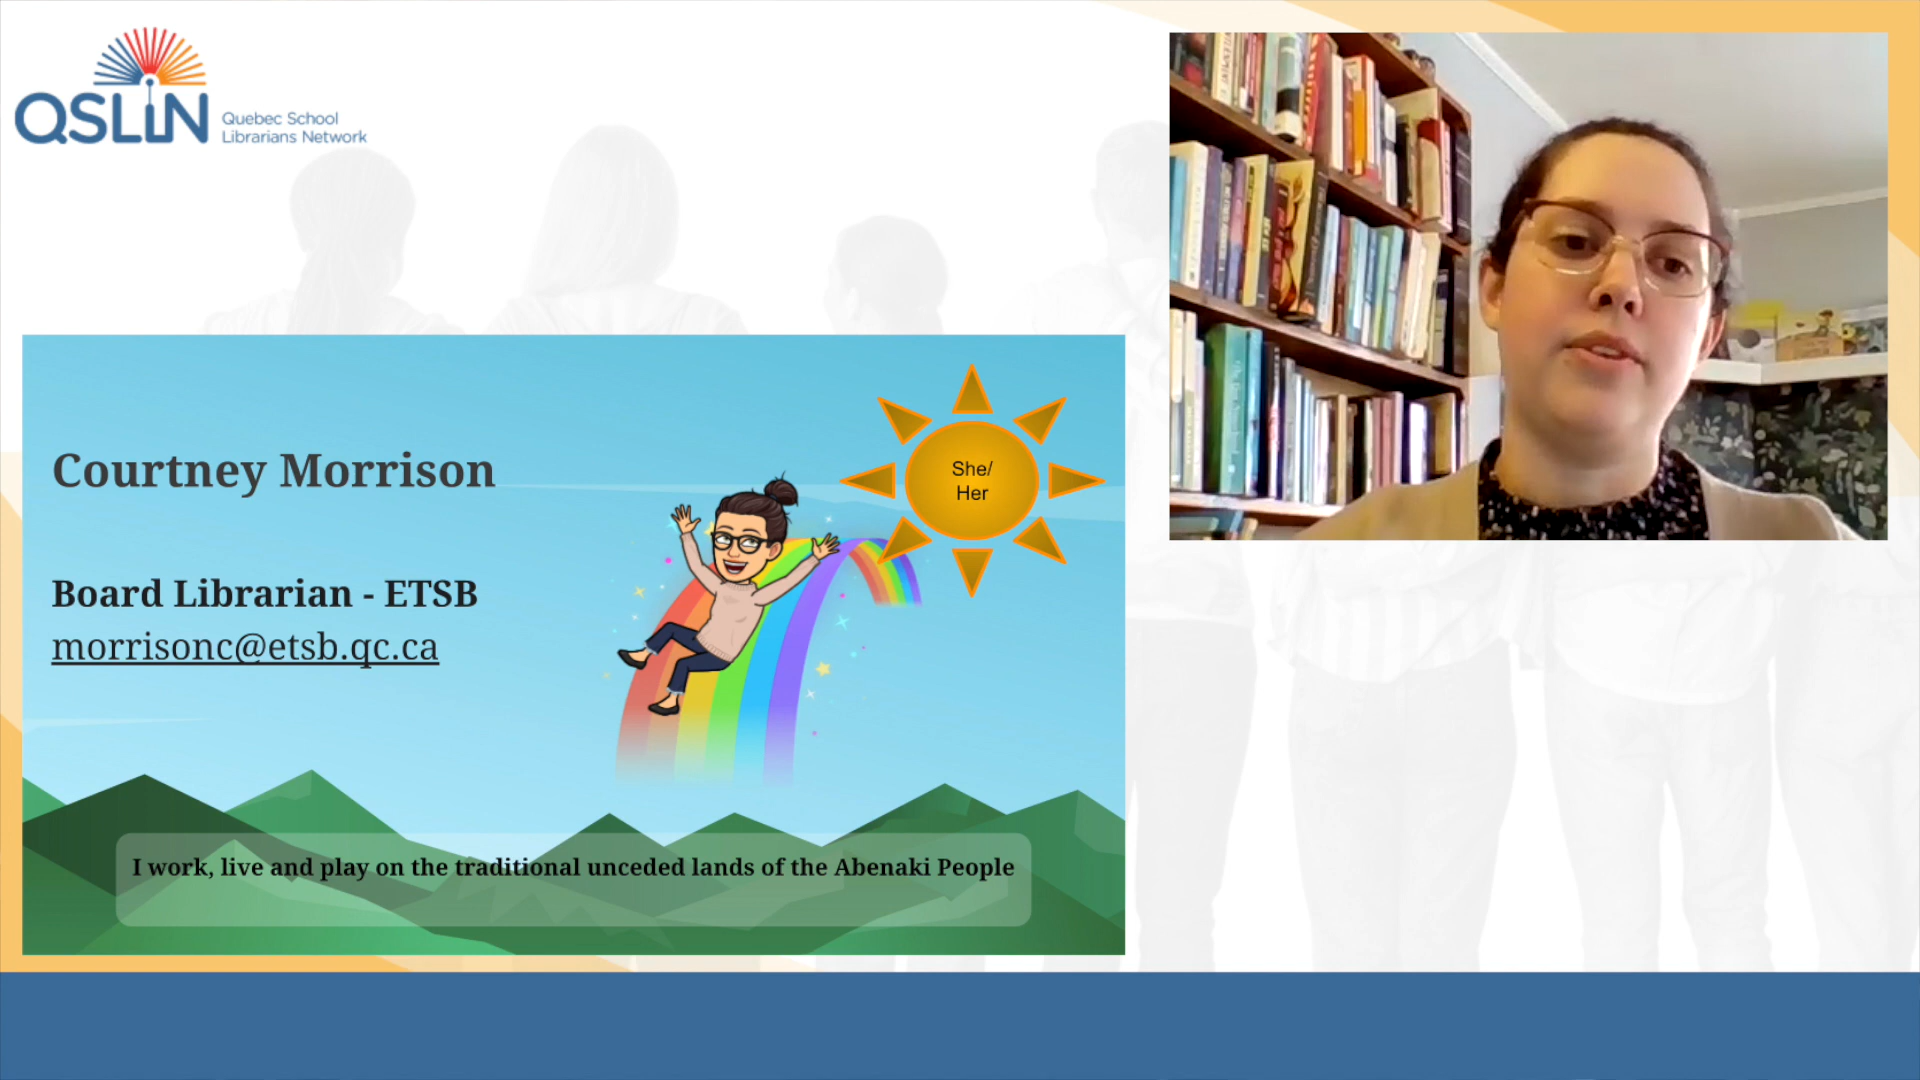 QSLiN
Quebec School
Librarians Network
Courtney Morrison
She/
Her
Board Librarian - ETSB
morrisonc@etsb.qc.ca
I work, live and play on the traditional unceded lands of the Abenaki People